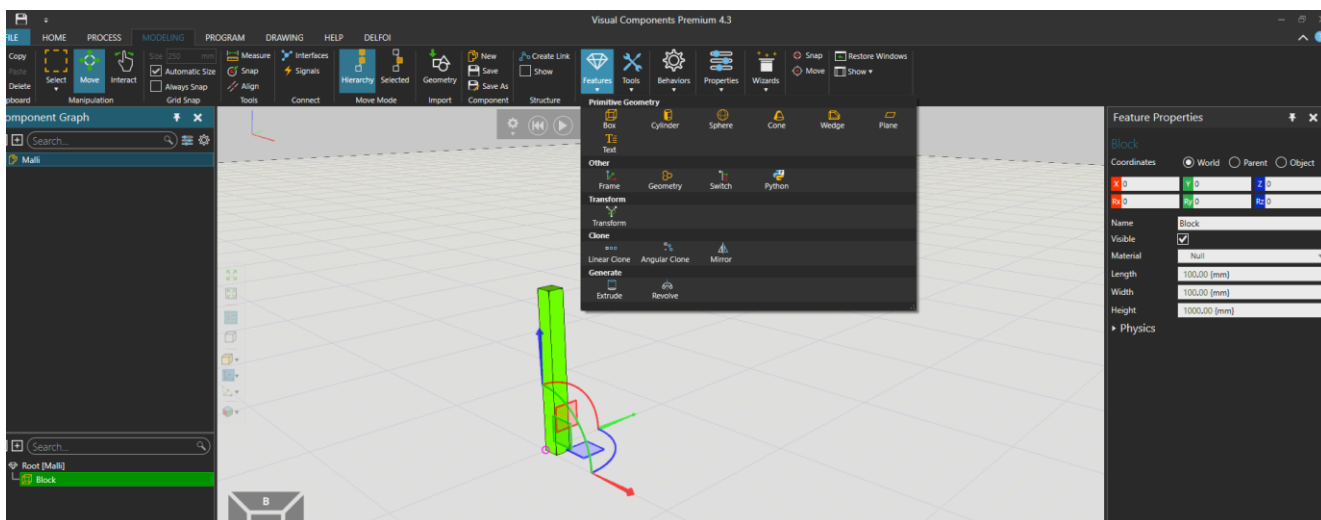 Visual Components Premium 4.3
FILE HOME PROCESS MODELING PROGRAM DRAWING HELP DELFOI
Copy
Paste
Delete
Select
Move
Interact
Manipulation
Size 250 mm
Automatic Size
Always Snap
Grid Snap
Measure
Snap
Align
Tools
Interfaces
Signals
Connect
Hierarchy
Selected
Move Mode
Geometry
Import
New
Save
Save As
Component
Create Link
Show
Structure
Features
Tools
Behaviors
Properties
Wizards
Snap
Move
Restore Windows
Show
Primitive Geometry
Box Cylinder Sphere Cone Wedge Plane
Text
Other
Frame Geometry Switch Python
Transform
Transform
Clone
Linear Clone Angular Clone Mirror
Generate
Extrude Revolve
omponent Graph
Search...
Malli
Search...
Root [Malli]
Block
B
Feature Properties
Block
Coordinates World Parent Object
X 0 Y 0 Z 0
Rx 0 Ry 0 Rz 0
Name Block
Visible
Material Null
Length 100.00 (mm)
Width 100.00 (mm)
Height 1000.00 (mm)
Physics